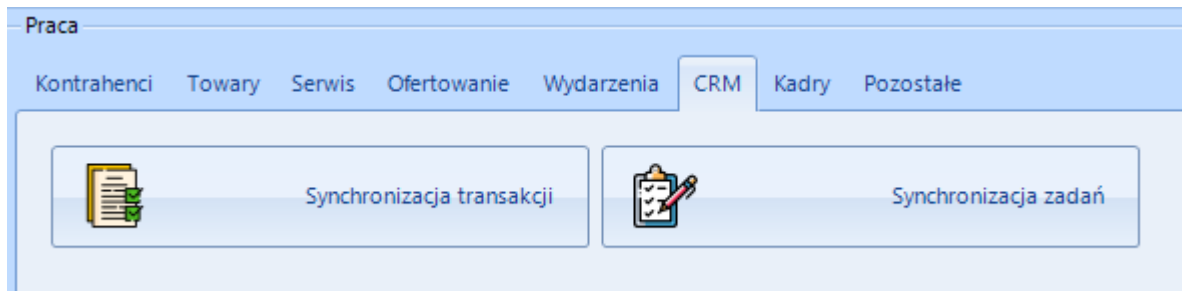 Praca
Kontrahenci Towary Serwis Ofertowanie Wydarzenia CRM Kadry Pozostałe
Synchronizacja transakcji Synchronizacja zadań